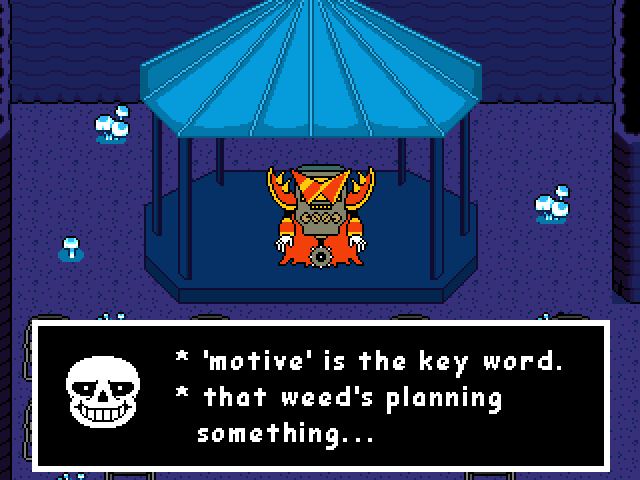 * 'motive' is the key word.
* that weed's planning
something...